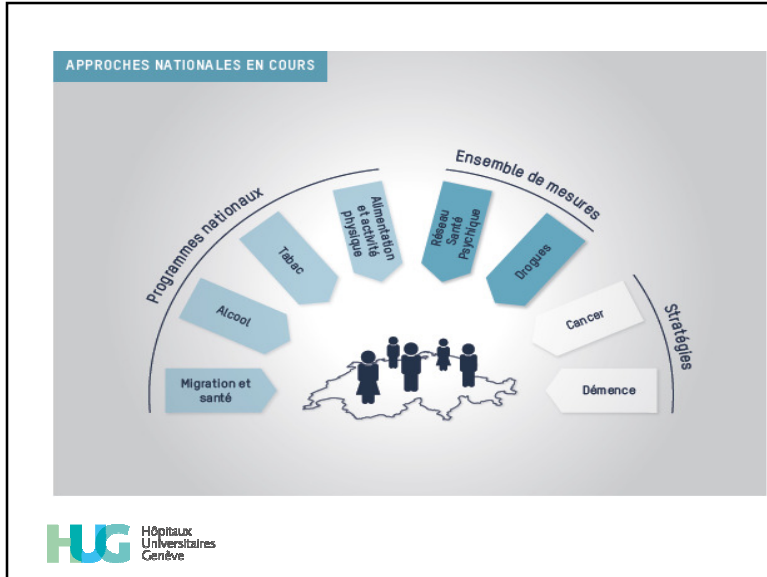 APPROCHES NATIONALES EN COURS
Programmes nationaux
Ensemble de mesures
Stratégies
Migration et
santé
Alcool
Tabac
Alimentation
et activité
physique
Réseau
Santé
Psychique
Drogues
Cancer
Démence
HUG
Hôpitaux
Universitaires
Genève